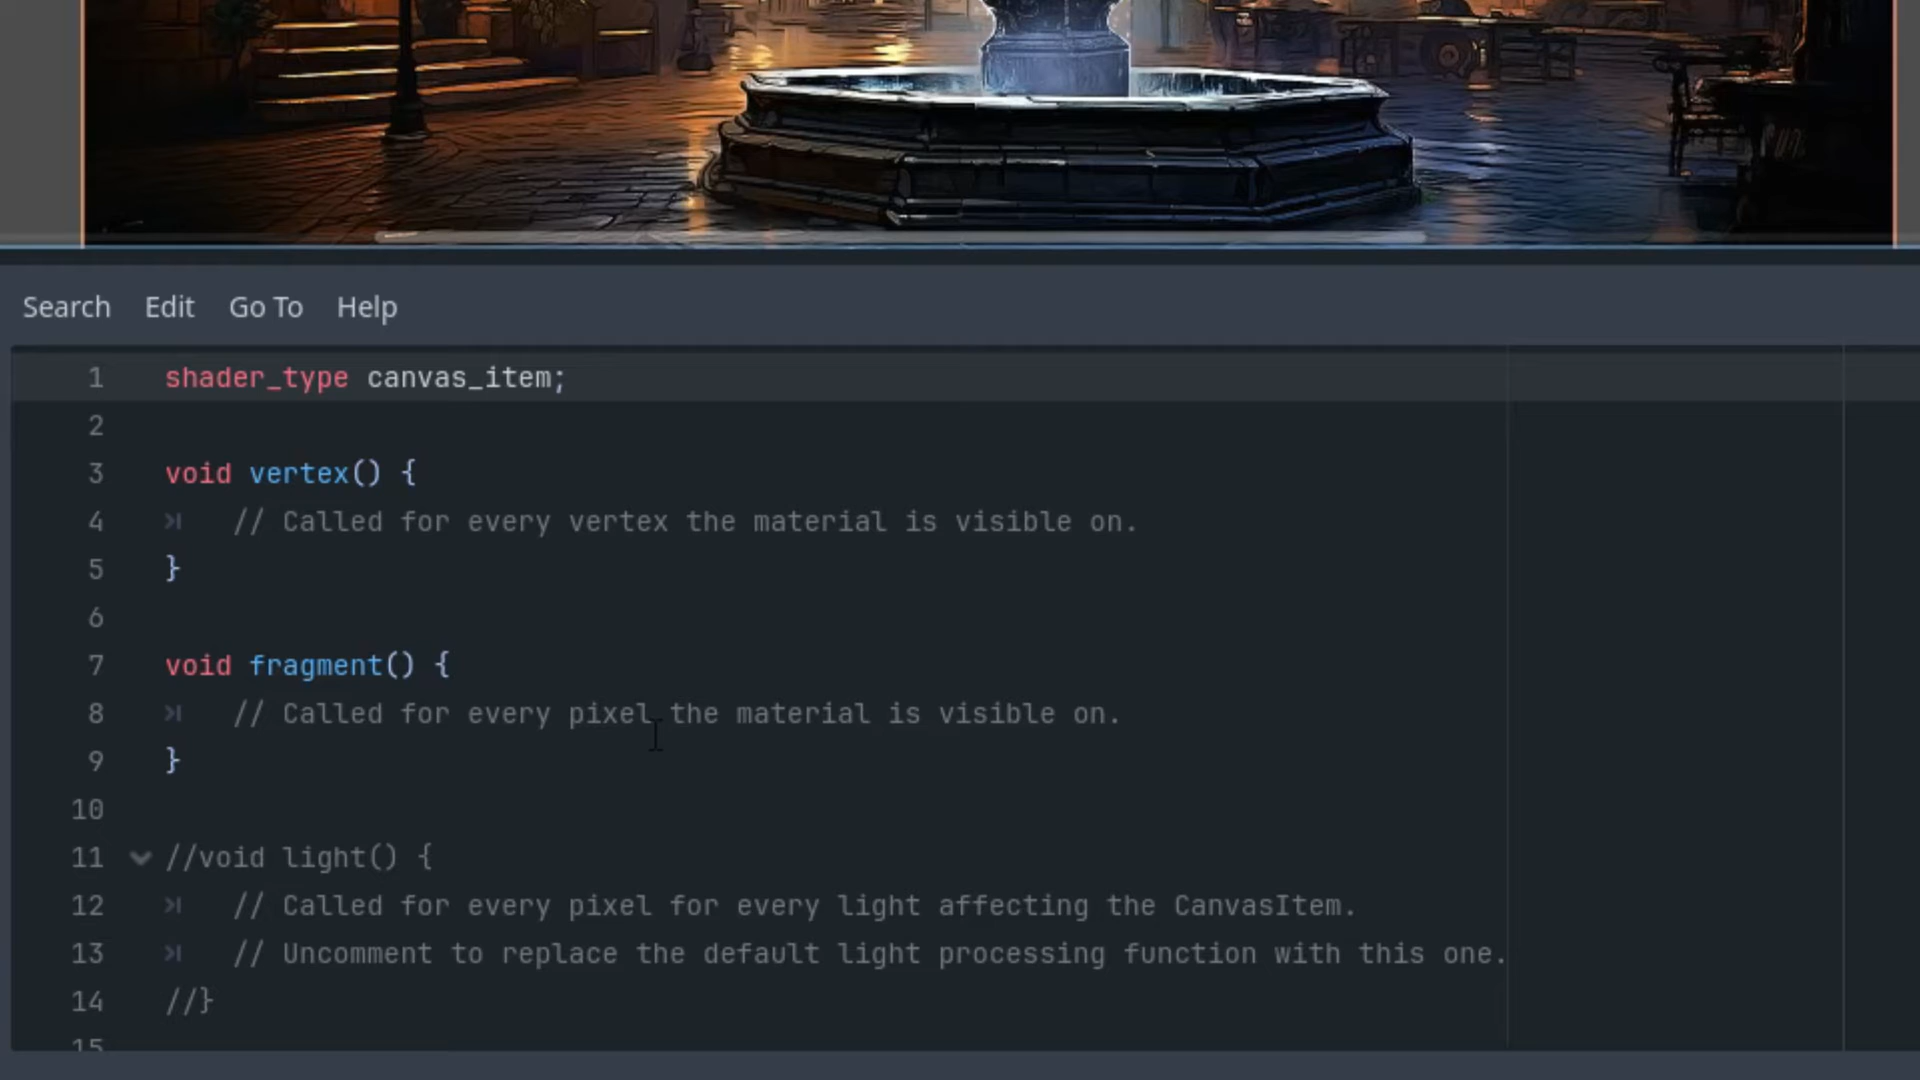 Search Edit Go To Help
1 shader_type canvas_item;
2
3 void vertex() {
4 // Called for every vertex the material is visible on.
5 }
6
7 void fragment() {
8 // Called for every pixel the material is visible on.
9 }
10
11 //void light() {
12 // Called for every pixel for every light affecting the CanvasItem.
13 // Uncomment to replace the default light processing function with this one.
14 //}
15